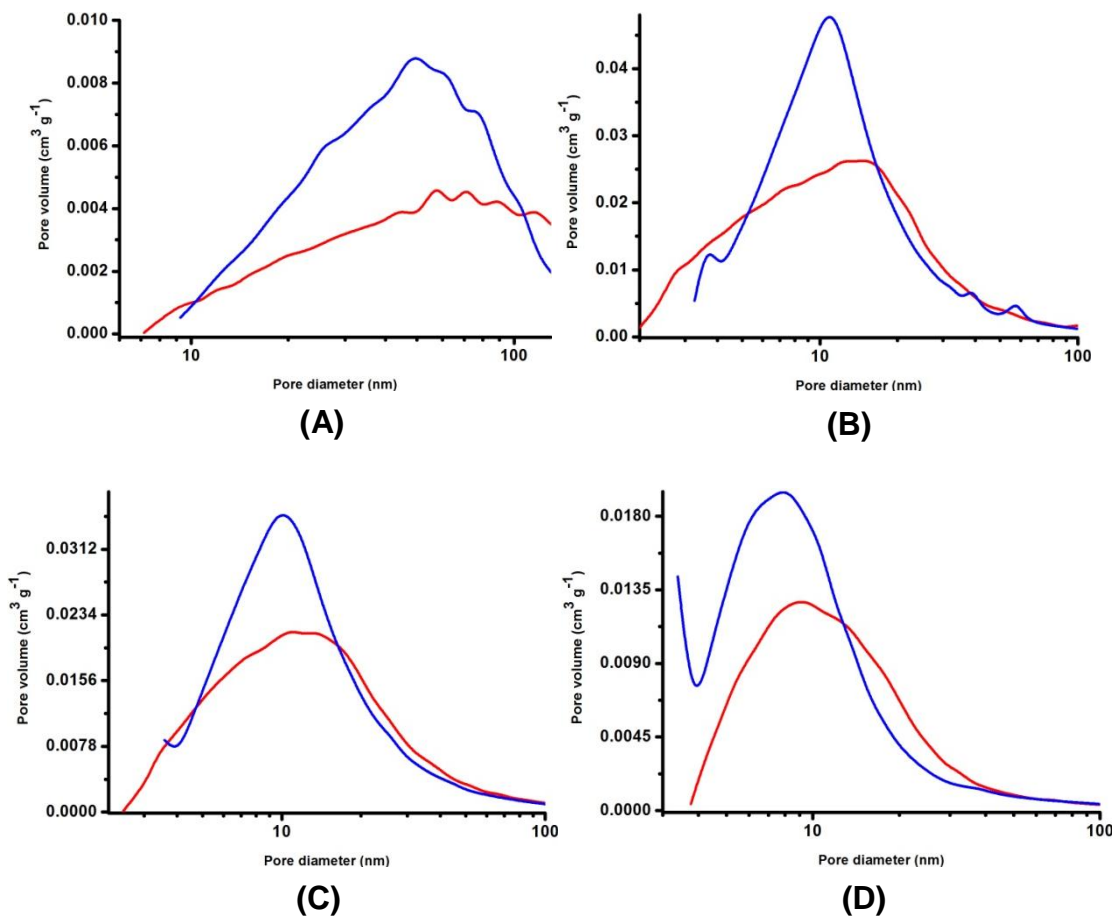 0.010
0.008
0.006
0.004
0.002
0.000
10
100
Pore volume (cm3 g-1)
Pore diameter (nm)
(A)
0.04
0.03
0.02
0.01
0.00
10
100
Pore volume (cm3 g-1)
Pore diameter (nm)
(B)
0.0312
0.0234
0.0156
0.0078
0.0000
10
100
Pore volume (cm3 g-1)
Pore diameter (nm)
(C)
0.0180
0.0135
0.0090
0.0045
0.0000
10
100
Pore volume (cm3 g-1)
Pore diameter (nm)
(D)